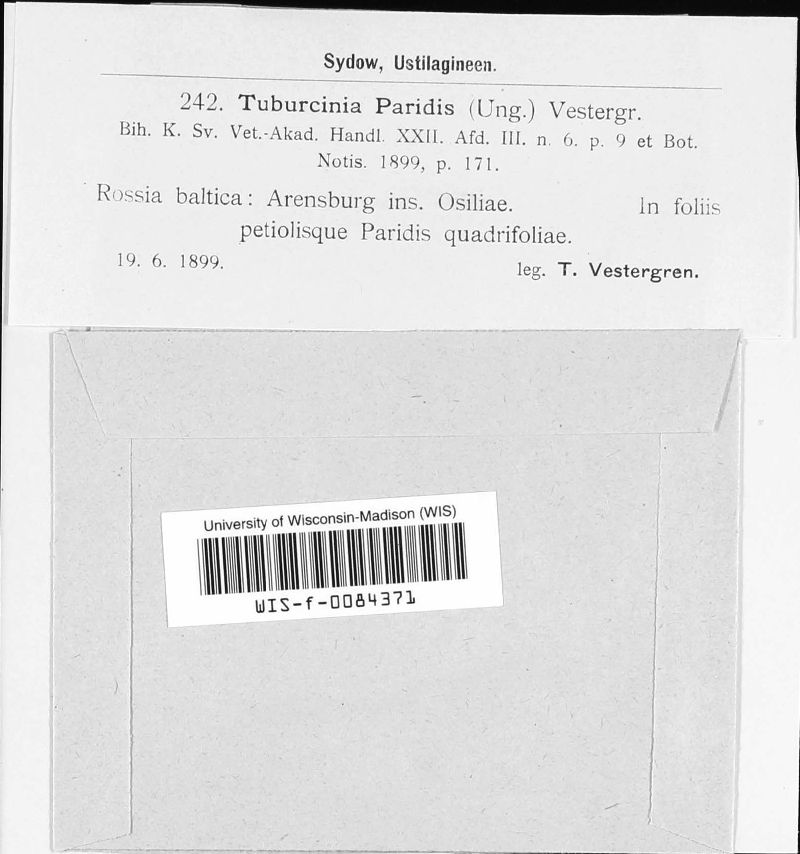 Sydow, Ustilagineen.
242. Tuburcinia Paridis (Ung.) Vestergr.
Bih. K. Sv. Vet.-Akad. Handl. XXII. Afd. III. n. 6. p. 9 et Bot.
Notis. 1899, p. 171.
Rossia baltica: Arensburg ins. Osiliae. In foliis
petiolisque Paridis quadrifoliae.
19. 6. 1899. leg. T. Vestergren.
University of Wisconsin-Madison (WIS)
WIS-f-0084371